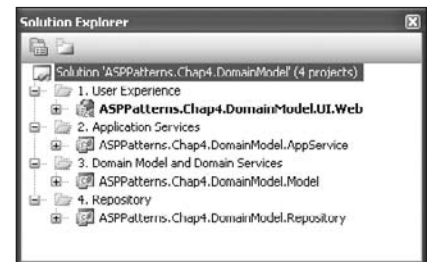 Solution Explorer
Solution 'ASPPatterns.Chap4.DomainModel' (4 projects)
1. User Experience
ASPPatterns.Chap4.DomainModel.UI.Web
2. Application Services
ASPPatterns.Chap4.DomainModel.AppService
3. Domain Model and Domain Services
ASPPatterns.Chap4.DomainModel.Model
4. Repository
ASPPatterns.Chap4.DomainModel.Repository